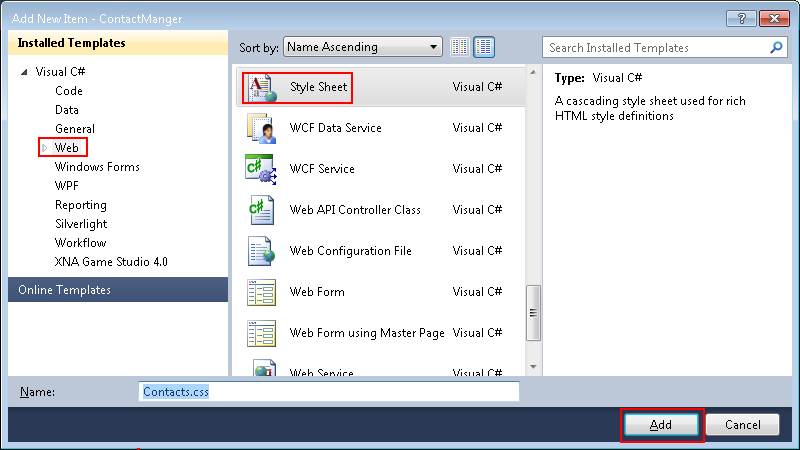 Add New Item - ContactManger
Installed Templates
Visual C#
Code
Data
General
Web
Windows Forms
WPF
Reporting
Silverlight
Workflow
XNA Game Studio 4.0
Online Templates
Sort by: Name Ascending
Style Sheet Visual C#
WCF Data Service Visual C#
WCF Service Visual C#
Web API Controller Class Visual C#
Web Configuration File Visual C#
Web Form Visual C#
Web Form using Master Page Visual C#
Web Service Visual C#
Search Installed Templates
Type: Visual C#
A cascading style sheet used for rich
HTML style definitions
Name: Contacts.css
Add Cancel